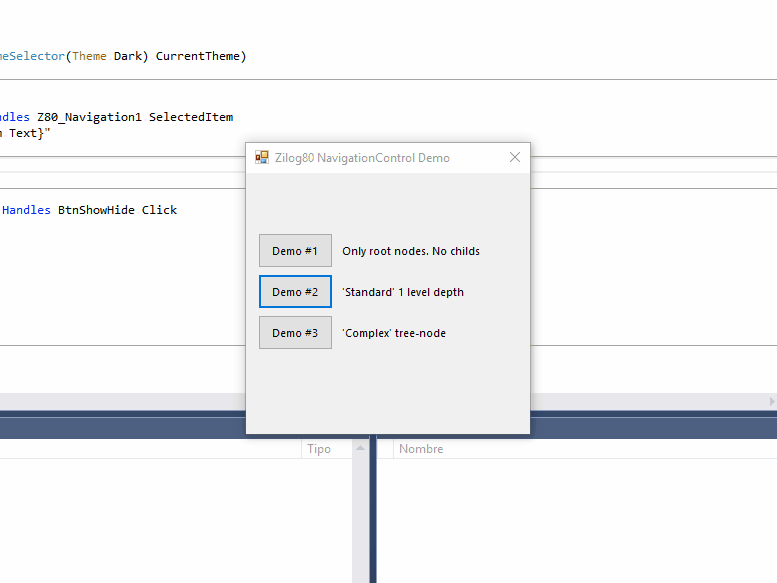 meSelector(Theme Dark) CurrentTheme)
dles Z80_Navigation1 SelectedItem
Text}"
Zilog80 NavigationControl Demo
Handles BtnShowHide Click
Demo #1 Only root nodes. No childs
Demo #2 'Standard' 1 level depth
Demo #3 'Complex' tree-node
Tipo
Nombre